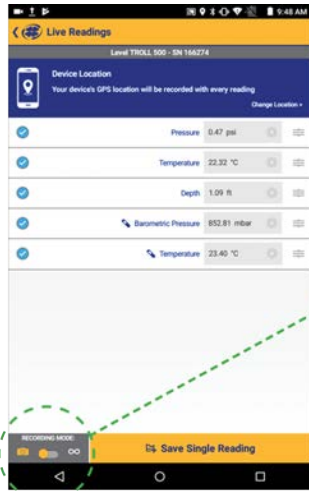 9:48 AM
Live Readings
Level TROLL 500 - SN 166274
Device Location
Your device's GPS location will be recorded with every reading
Change Location >
Pressure 0.47 psi
Temperature 22.32 °C
Depth 1.09 ft
Barometric Pressure 852.81 mbar
Temperature 23.40 °C
RECORDING MODE:
Save Single Reading